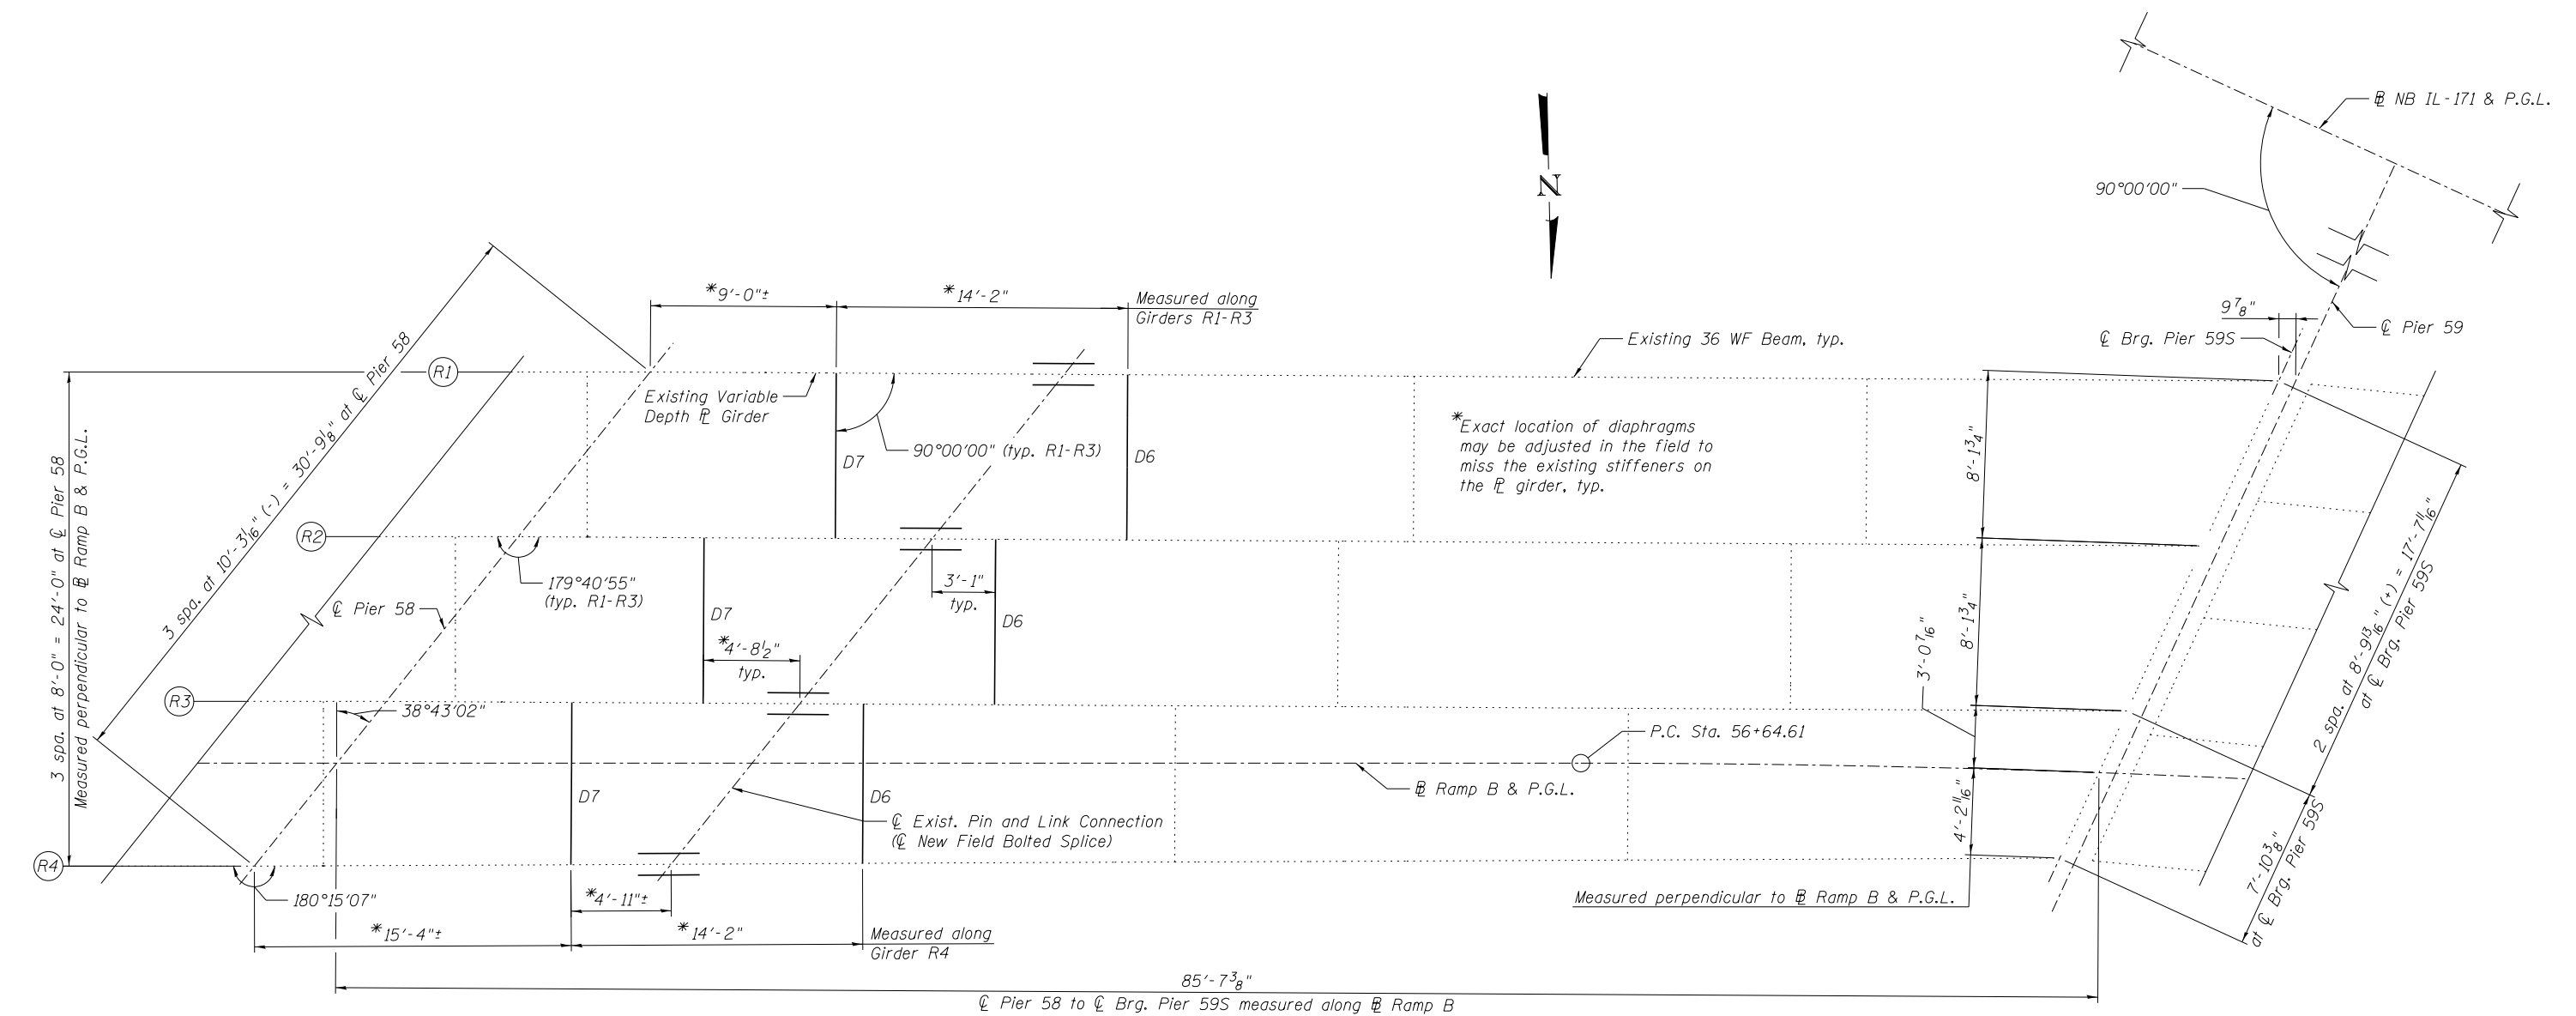 ℄ NB IL-171 & P.G.L.
N
90°00'00"
*9'-0"±
*14'-2"
Measured along
Girders R1-R3
9 7/8"
℄ Pier 59
℄ Brg. Pier 59S
Existing 36 WF Beam, typ.
3 spa. at 10'-3 1/16" (-) = 30'-9 1/8" at ℄ Pier 58
R1
Existing Variable
Depth ⅊ Girder
90°00'00" (typ. R1-R3)
D7
D6
*Exact location of diaphragms
may be adjusted in the field to
miss the existing stiffeners on
the ⅊ girder, typ.
8'-1 3/4"
3 spa. at 8'-0" = 24'-0" at ℄ Pier 58
Measured perpendicular to ℄ Ramp B & P.G.L.
R2
179°40'55"
(typ. R1-R3)
3'-1"
typ.
℄ Pier 58
D7
D6
*4'-8 1/2"
typ.
8'-1 3/4"
3'-0 7/16"
2 spa. at 8'-9 13/16" (+) = 17'-7 11/16"
at ℄ Brg. Pier 59S
R3
38°43'02"
P.C. Sta. 56+64.61
℄ Ramp B & P.G.L.
D7
D6
℄ Exist. Pin and Link Connection
(℄ New Field Bolted Splice)
4'-2 11/16"
7'-10 3/8"
at ℄ Brg. Pier 59S
R4
180°15'07"
*4'-11"±
Measured perpendicular to ℄ Ramp B & P.G.L.
*15'-4"±
*14'-2"
Measured along
Girder R4
85'-7 3/8"
℄ Pier 58 to ℄ Brg. Pier 59S measured along ℄ Ramp B